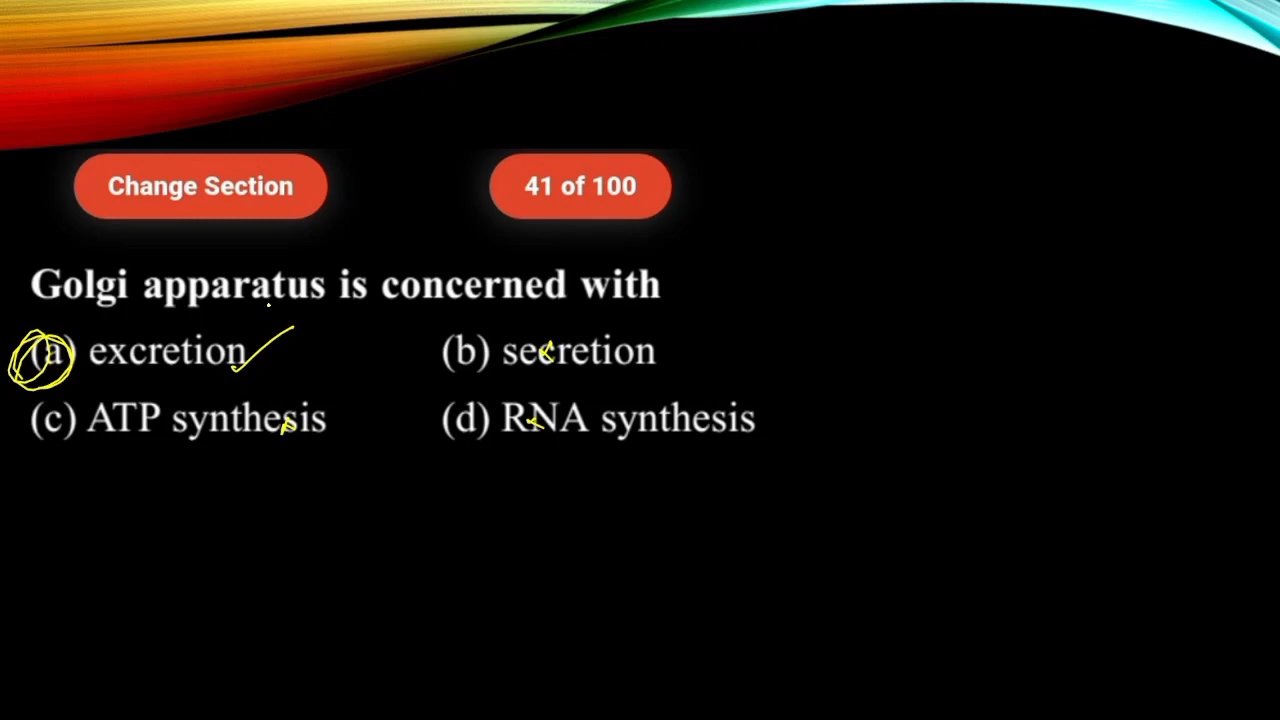 Change Section 41 of 100
Golgi apparatus is concerned with
(a) excretion (b) secretion
(c) ATP synthesis (d) RNA synthesis